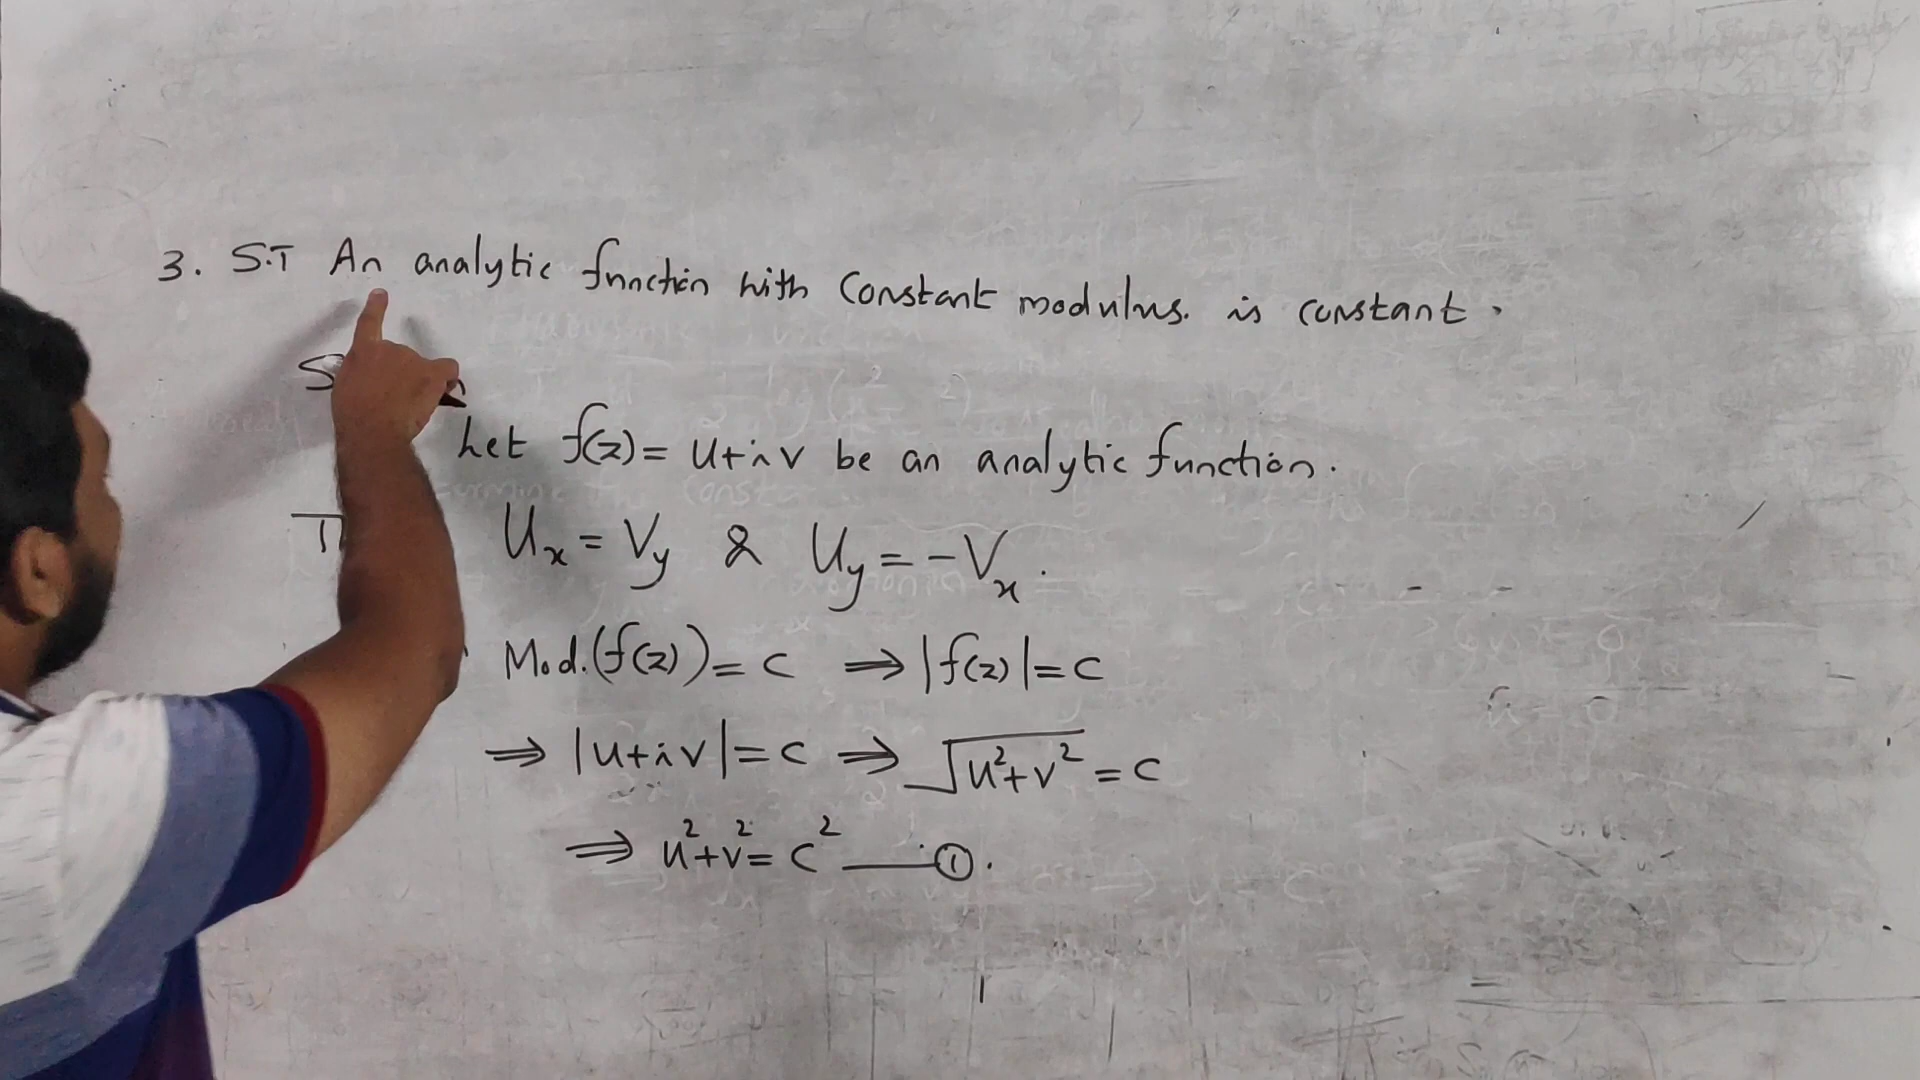 3. S.T An analytic function with Constant modulus. is constant.
Let f(z) = u+iv be an analytic function.
Ux = Vy & Uy = -Vx.
Mod.(f(z)) = c ⇒ |f(z)| = c
⇒ |u+iv| = c ⇒ √(u²+v²) = c
⇒ u²+v² = c² —— ①.